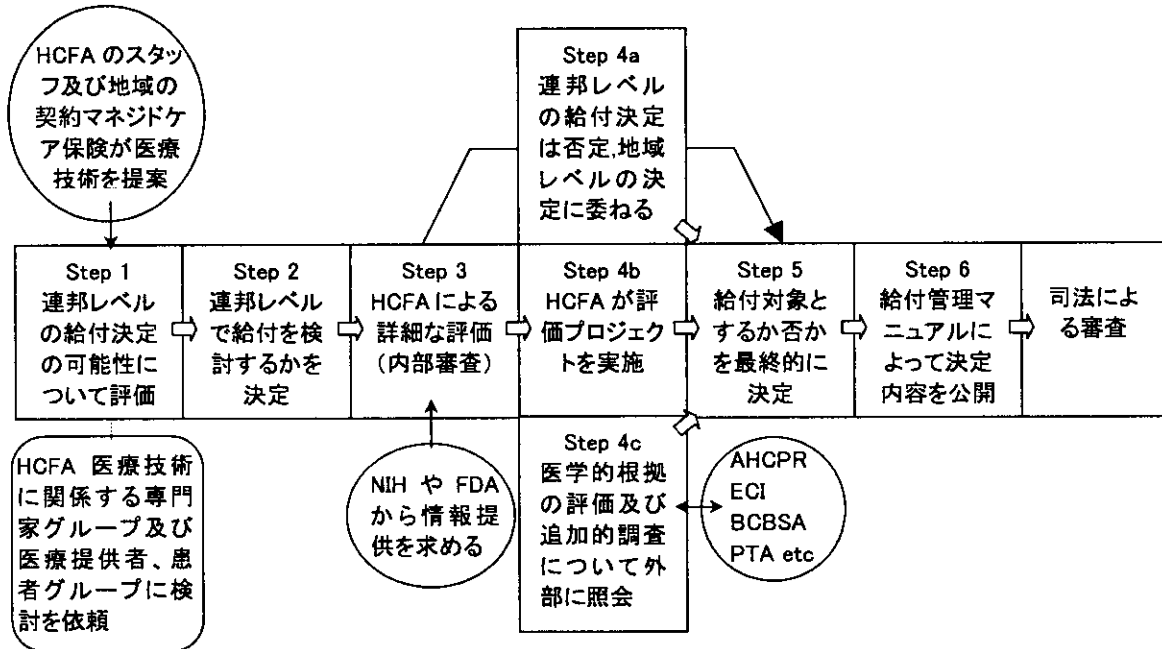 HCFA のスタッ
フ及び地域の
契約マネジドケ
ア保険が医療
技術を提案
Step 4a
連邦レベル
の給付決定
は否定,地域
レベルの決
定に委ねる
Step 1
連邦レベル
の給付決定
の可能性に
ついて評価
Step 2
連邦レベル
で給付を検
討するかを
決定
Step 3
HCFAによる
詳細な評価
(内部審査)
Step 4b
HCFA が評
価プロジェク
トを実施
Step 5
給付対象と
するか否か
を最終的に
決定
Step 6
給付管理マ
ニュアルに
よって決定
内容を公開
司法によ
る審査
HCFA 医療技術
に関係する専門
家グループ及び
医療提供者、患
者グループに検
討を依頼
NIH や FDA
から情報提
供を求める
Step 4c
医学的根拠
の評価及び
追加的調査
について外
部に照会
AHCPR
ECI
BCBSA
PTA etc